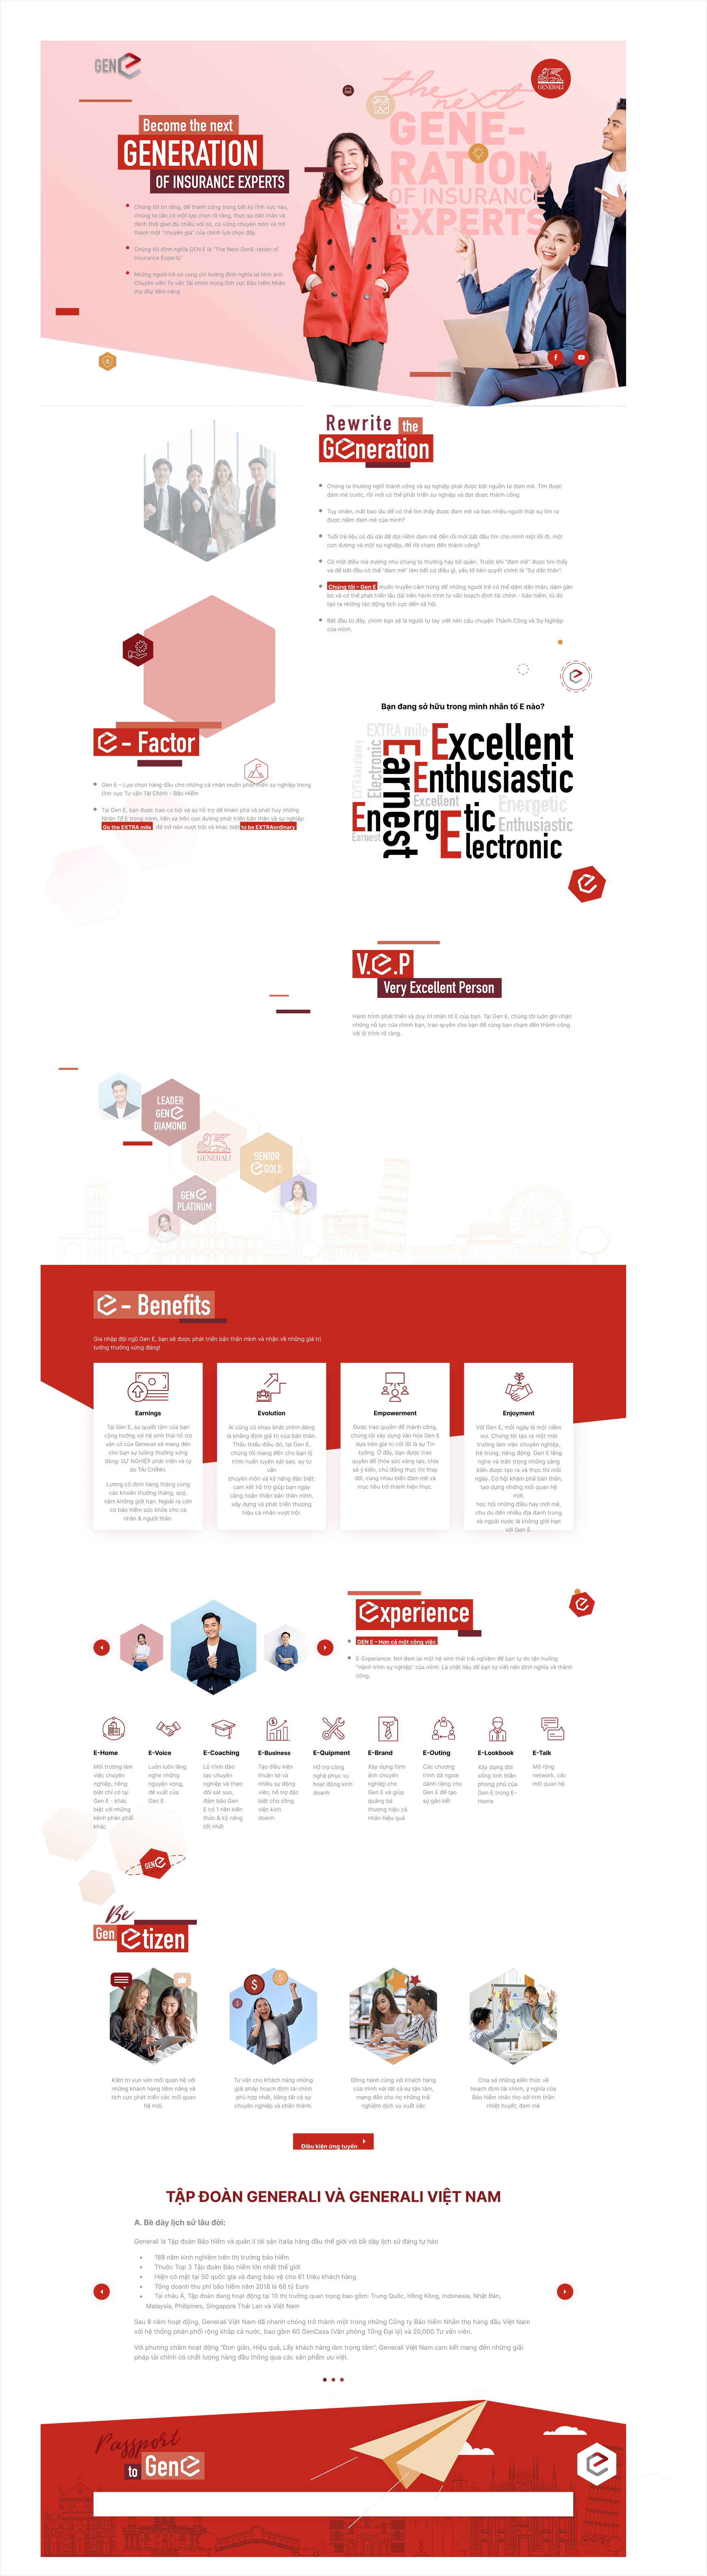 GEN E
GENERALI
the next
GENE-
RATION
OF INSURANCE
EXPERTS
Become the next
GENERATION
OF INSURANCE EXPERTS
Chúng tôi tin rằng, để thành công trong bất kỳ lĩnh vực nào,
chúng ta cần có một lựa chọn rõ ràng, thực sự dấn thân và
dành thời gian đủ nhiều với nó, có vững chuyên môn và trở
thành một "chuyên gia" của chính lựa chọn đấy.
Chúng tôi định nghĩa GEN E là "The Next GenE-ration of
Insurance Experts"
Những người trẻ có cùng chí hướng định nghĩa lại hình ảnh
Chuyên viên Tư vấn Tài chính trong lĩnh vực Bảo hiểm Nhân
thọ đầy tiềm năng
Rewrite the
Generation
Chúng ta thường nghĩ thành công và sự nghiệp phải được bắt nguồn từ đam mê. Tìm được
đam mê trước, rồi mới có thể phát triển sự nghiệp và đạt được thành công.
Tuy nhiên, mất bao lâu để có thể tìm thấy được đam mê và bao nhiêu người thật sự tìm ra
được niềm đam mê của mình?
Tuổi trẻ liệu có đủ dài để đợi niềm đam mê đến rồi mới bắt đầu tìm cho mình một lối đi, một
con đường và một sự nghiệp, để rồi chạm đến thành công?
Có một điều mà dường như chúng ta thường hay bỏ quên. Trước khi "đam mê" được tìm thấy
và để bắt đầu có thể "đam mê" làm bất cứ điều gì, yếu tố tiên quyết chính là "Sự dấn thân".
Chúng tôi – Gen E muốn truyền cảm hứng để những người trẻ có thể dám dấn thân, dám gắn
bó và có thể phát triển lâu dài trên hành trình tư vấn hoạch định tài chính - bảo hiểm, từ đó
tạo ra những tác động tích cực đến xã hội.
Bắt đầu từ đây, chính bạn sẽ là người tự tay viết nên câu chuyện Thành Công và Sự Nghiệp
của mình.
e - Factor
Gen E – Lựa chọn hàng đầu cho những cá nhân muốn phát triển sự nghiệp trong
lĩnh vực Tư vấn Tài Chính - Bảo Hiểm
Tại Gen E, bạn được trao cơ hội và sự hỗ trợ để khám phá và phát huy những
Nhân Tố E trong mình, tiến xa trên con đường phát triển bản thân và sự nghiệp
Go the EXTRA mile, để trở nên vượt trội và khác biệt to be EXTRAordinary
Bạn đang sở hữu trong mình nhân tố E nào?
EXTRA mile
Excellent
EXTRAordinary
Electronic
Earnest
Enthusiastic
Excellent
Energetic
EnergEtic
Enthusiastic
Earnest
Electronic
V.e.P
Very Excellent Person
Hành trình phát triển và duy trì nhân tố E của bạn. Tại Gen E, chúng tôi luôn ghi nhận
những nỗ lực của chính bạn, trao quyền cho bạn để cùng bạn chạm đến thành công
với lộ trình rõ ràng.
LEADER
GEN E
DIAMOND
GENERALI
SENIOR
E GOLD
GEN E
PLATINUM
e - Benefits
Gia nhập đội ngũ Gen E, bạn sẽ được phát triển bản thân mình và nhận về những giá trị
tưởng thưởng xứng đáng!
Earnings
Tại Gen E, sự quyết tâm của bạn
cộng hưởng với hệ sinh thái hỗ trợ
sẵn có của Generali sẽ mang đến
cho bạn sự tưởng thưởng xứng
đáng: SỰ NGHIỆP phát triển và tự
do TÀI CHÍNH.
Lương cố định hàng tháng cùng
các khoản thưởng tháng, quý,
năm không giới hạn. Ngoài ra còn
có bảo hiểm sức khỏe cho cá
nhân & người thân.
Evolution
Ai cũng có khao khát chính đáng
là khẳng định giá trị của bản thân.
Thấu thiểu điều đó, tại Gen E,
chúng tôi mang đến cho bạn lộ
trình huấn luyện sát sao, sự tư
vấn
chuyên môn và kỹ năng đặc biệt;
cam kết hỗ trợ giúp bạn ngày
càng hoàn thiện bản thân mình,
xây dựng và phát triển thương
hiệu cá nhân vượt trội.
Empowerment
Được trao quyền để thành công,
chúng tôi xây dựng văn hóa Gen E
dựa trên giá trị cốt lõi là sự Tin
tưởng. Ở đây, bạn được trao
quyền để thỏa sức sáng tạo, chia
sẻ ý kiến, chủ động thực thi thay
đổi, cùng nhau biến đam mê và
mục tiêu trở thành hiện thực.
Enjoyment
Với Gen E, mỗi ngày là một niềm
vui. Chúng tôi tạo ra một môi
trường làm việc chuyên nghiệp,
trẻ trung, năng động. Gen E lắng
nghe và trân trọng những sáng
kiến được tạo ra và thực thi mỗi
ngày. Cơ hội khám phá bản thân,
tạo dựng những mối quan hệ
mới,
học hỏi những điều hay mới mẻ,
chu du đến nhiều địa danh trong
và ngoài nước là không giới hạn
với Gen E.
experience
GEN E – Hơn cả một công việc
E-Experience: Nơi đem lại một hệ sinh thái trải nghiệm để bạn tự do tận hưởng
"Hành trình sự nghiệp" của mình. Là chất liệu để bạn tự viết nên định nghĩa về thành
công.
E-Home
Môi trường làm
việc chuyên
nghiệp, riêng
biệt chỉ có tại
Gen E - khác
biệt với những
kênh phân phối
khác
E-Voice
Luôn luôn lắng
nghe những
nguyện vọng,
đề xuất của
Gen E
E-Coaching
Lộ trình đào
tạo chuyên
nghiệp và theo
dõi sát sao,
đảm bảo Gen
E có 1 nền kiến
thức & kỹ năng
tốt nhất
E-Business
Tạo điều kiện
thuận lợi và
nhiều sự động
viên, hỗ trợ đặc
biệt cho công
việc kinh
doanh
E-Quipment
Hỗ trợ công
nghệ phục vụ
hoạt động kinh
doanh
E-Brand
Xây dựng hình
ảnh chuyên
nghiệp cho
Gen E và giúp
quảng bá
thương hiệu cá
nhân hiệu quả
E-Outing
Các chương
trình dã ngoại
dành riêng cho
Gen E để tạo
sự gắn kết
E-Lookbook
Xây dựng đời
sống tinh thần
phong phú của
Gen E trong E-
Home
E-Talk
Mở rộng
network, các
mối quan hệ
GEN E
Be
Gen etizen
Kiên trì vun vén mối quan hệ với
những khách hàng tiềm năng và
tích cực phát triển các mối quan
hệ mới.
Tư vấn cho Khách hàng những
giải pháp hoạch định tài chính
phù hợp nhất, bằng tất cả sự
chuyên nghiệp và chân thành.
Đồng hành cùng với Khách hàng
của mình với tất cả sự tận tâm,
mang đến cho họ những trải
nghiệm dịch vụ xuất sắc
Chia sẻ những kiến thức về
hoạch định tài chính, ý nghĩa của
Bảo hiểm nhân thọ với tinh thần
nhiệt huyết, đam mê
Điều kiện ứng tuyển
TẬP ĐOÀN GENERALI VÀ GENERALI VIỆT NAM
A. Bề dày lịch sử lâu đời:
Generali là Tập đoàn Bảo hiểm và quản lí tài sản Italia hàng đầu thế giới với bề dày lịch sử đáng tự hào
188 năm kinh nghiệm trên thị trường bảo hiểm
Thuộc Top 3 Tập đoàn Bảo hiểm lớn nhất thế giới
Hiện có mặt tại 50 quốc gia và đang bảo vệ cho 61 triệu khách hàng
Tổng doanh thu phí bảo hiểm năm 2018 là 66 tỷ Euro
Tại châu Á, Tập đoàn đang hoạt động tại 10 thị trường quan trọng bao gồm: Trung Quốc, Hồng Kông, Indonesia, Nhật Bản,
Malaysia, Philipines, Singapore Thái Lan và Việt Nam
Sau 8 năm hoạt động, Generali Việt Nam đã nhanh chóng trở thành một trong những Công ty Bảo hiểm Nhân thọ hàng đầu Việt Nam
với hệ thống phân phối rộng khắp cả nước, bao gồm 60 GenCasa (Văn phòng Tổng Đại lý) và 20,000 Tư vấn viên.
Với phương châm hoạt động "Đơn giản, Hiệu quả, Lấy khách hàng làm trọng tâm", Generali Việt Nam cam kết mang đến những giải
pháp tài chính có chất lượng hàng đầu thông qua các sản phẩm ưu việt.
Passport
to Gen e